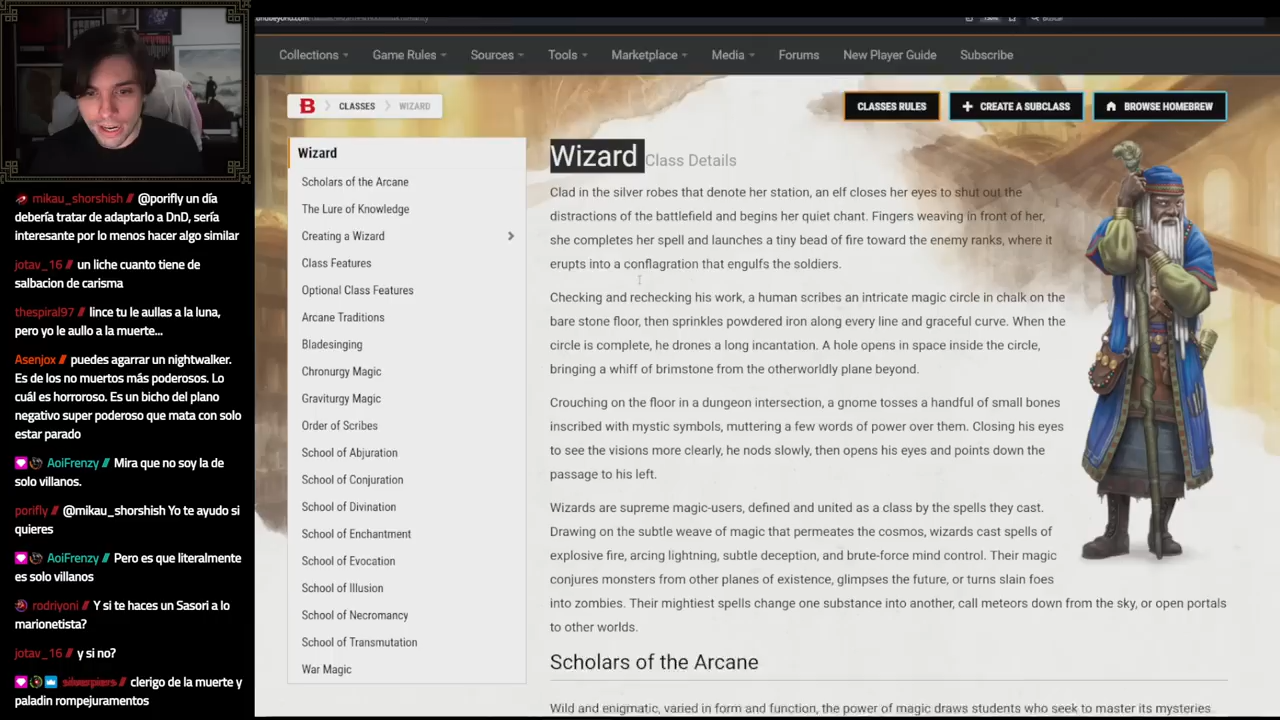 Collections
Game Rules
Sources
Tools
Marketplace
Media
Forums
New Player Guide
Subscribe
B
CLASSES
WIZARD
CLASSES RULES
+ CREATE A SUBCLASS
BROWSE HOMEBREW
Wizard
Scholars of the Arcane
The Lure of Knowledge
Creating a Wizard
Class Features
Optional Class Features
Arcane Traditions
Bladesinging
Chronurgy Magic
Graviturgy Magic
Order of Scribes
School of Abjuration
School of Conjuration
School of Divination
School of Enchantment
School of Evocation
School of Illusion
School of Necromancy
School of Transmutation
War Magic
Wizard Class Details
Clad in the silver robes that denote her station, an elf closes her eyes to shut out the
distractions of the battlefield and begins her quiet chant. Fingers weaving in front of her,
she completes her spell and launches a tiny bead of fire toward the enemy ranks, where it
erupts into a conflagration that engulfs the soldiers.
Checking and rechecking his work, a human scribes an intricate magic circle in chalk on the
bare stone floor, then sprinkles powdered iron along every line and graceful curve. When the
circle is complete, he drones a long incantation. A hole opens in space inside the circle,
bringing a whiff of brimstone from the otherworldly plane beyond.
Crouching on the floor in a dungeon intersection, a gnome tosses a handful of small bones
inscribed with mystic symbols, muttering a few words of power over them. Closing his eyes
to see the visions more clearly, he nods slowly, then opens his eyes and points down the
passage to his left.
Wizards are supreme magic-users, defined and united as a class by the spells they cast.
Drawing on the subtle weave of magic that permeates the cosmos, wizards cast spells of
explosive fire, arcing lightning, subtle deception, and brute-force mind control. Their magic
conjures monsters from other planes of existence, glimpses the future, or turns slain foes
into zombies. Their mightiest spells change one substance into another, call meteors down from the sky, or open portals
to other worlds.
Scholars of the Arcane
Wild and enigmatic, varied in form and function, the power of magic draws students who seek to master its mysteries.
mikau_shorshish // @porifly un día
debería tratar de adaptarlo a DnD, sería
interesante por lo menos hacer algo similar
jotav_16 // un liche cuanto tiene de
salbacion de carisma
thespiral97 // lince tu le aullas a la luna,
pero yo le aullo a la muerte...
Asenjox // puedes agarrar un nightwalker.
Es de los no muertos más poderosos. Lo
cuál es horroroso. Es un bicho del plano
negativo super poderoso que mata con solo
estar parado
AoiFrenzy // Mira que no soy la de
solo villanos.
porifly // @mikau_shorshish Yo te ayudo si
quieres
AoiFrenzy // Pero es que literalmente
es solo villanos
rodriyoni // Y si te haces un Sasori a lo
marionetista?
jotav_16 // y si no?
silverpiers // clerigo de la muerte y
paladin rompejuramentos